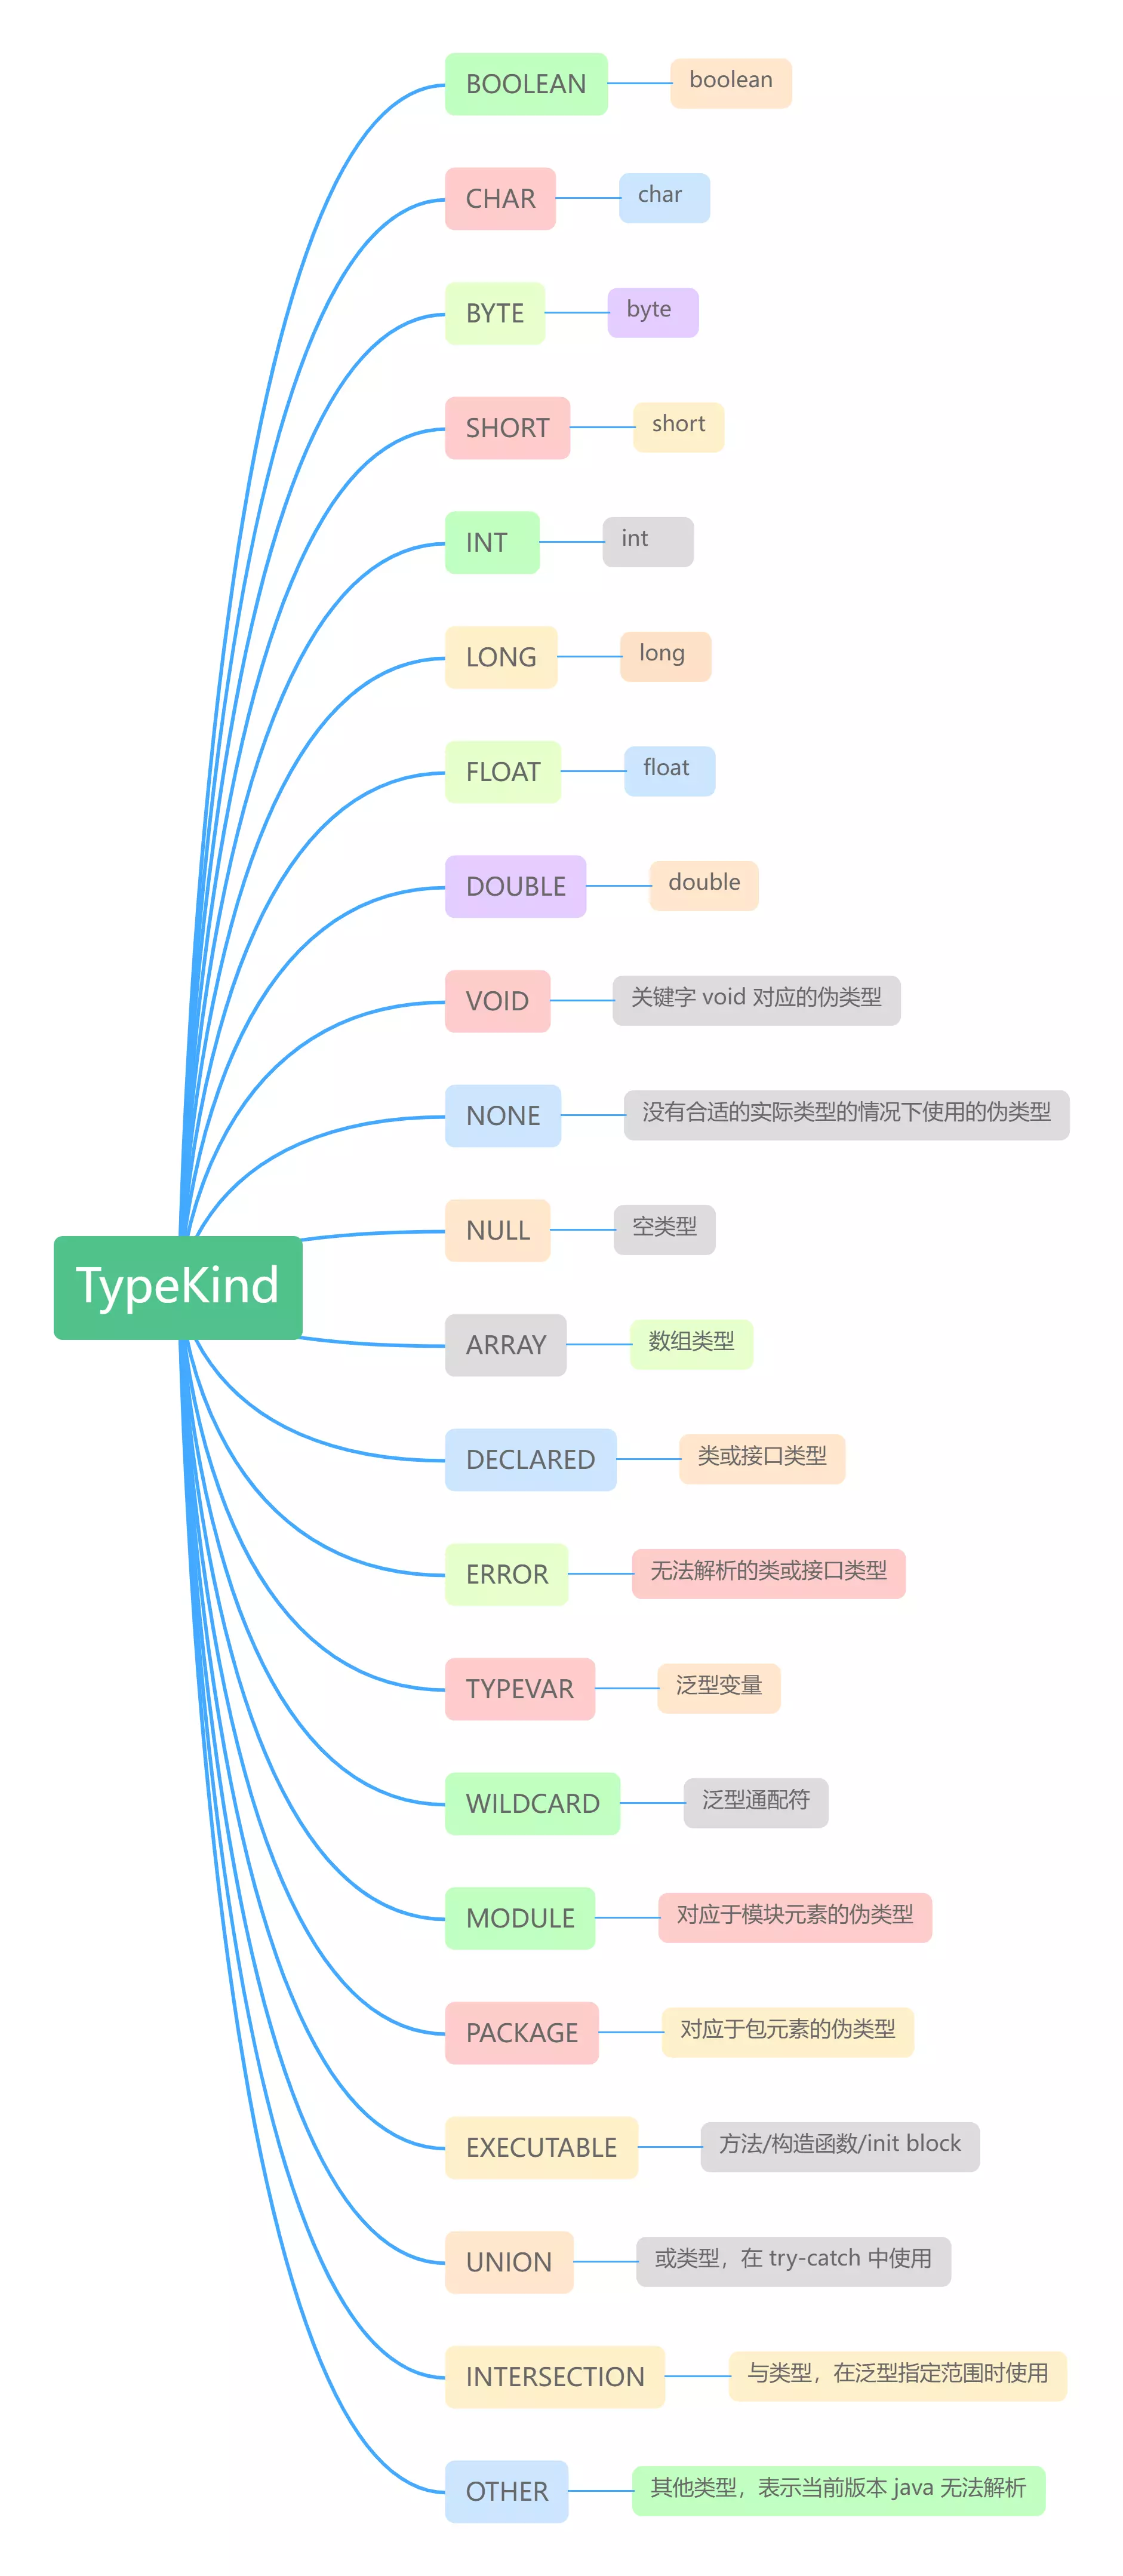 TypeKind
BOOLEAN
boolean
CHAR
char
BYTE
byte
SHORT
short
INT
int
LONG
long
FLOAT
float
DOUBLE
double
VOID
关键字 void 对应的伪类型
NONE
没有合适的实际类型的情况下使用的伪类型
NULL
空类型
ARRAY
数组类型
DECLARED
类或接口类型
ERROR
无法解析的类或接口类型
TYPEVAR
泛型变量
WILDCARD
泛型通配符
MODULE
对应于模块元素的伪类型
PACKAGE
对应于包元素的伪类型
EXECUTABLE
方法/构造函数/init block
UNION
或类型，在 try-catch 中使用
INTERSECTION
与类型，在泛型指定范围时使用
OTHER
其他类型，表示当前版本 java 无法解析